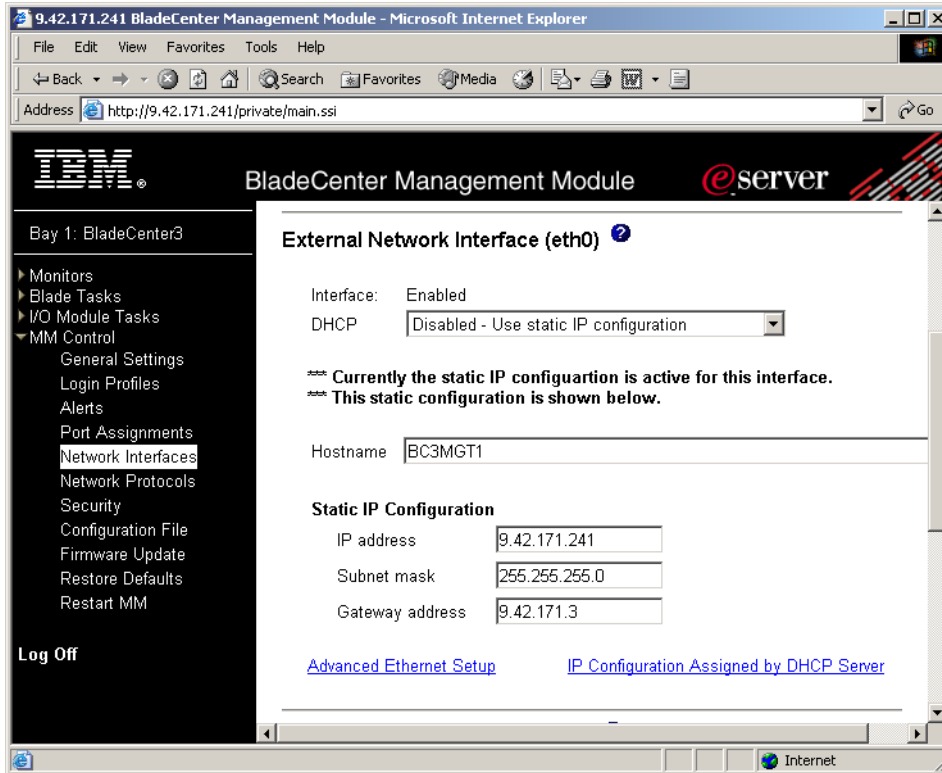 9.42.171.241 BladeCenter Management Module - Microsoft Internet Explorer
File Edit View Favorites Tools Help
Back Search Favorites Media
Address http://9.42.171.241/private/main.ssi Go
IBM® BladeCenter Management Module eserver
Bay 1: BladeCenter3
Monitors
Blade Tasks
I/O Module Tasks
MM Control
General Settings
Login Profiles
Alerts
Port Assignments
Network Interfaces
Network Protocols
Security
Configuration File
Firmware Update
Restore Defaults
Restart MM
Log Off
External Network Interface (eth0) ?
Interface: Enabled
DHCP Disabled - Use static IP configuration
*** Currently the static IP configuartion is active for this interface.
*** This static configuration is shown below.
Hostname BC3MGT1
Static IP Configuration
IP address 9.42.171.241
Subnet mask 255.255.255.0
Gateway address 9.42.171.3
Advanced Ethernet Setup IP Configuration Assigned by DHCP Server
Internet